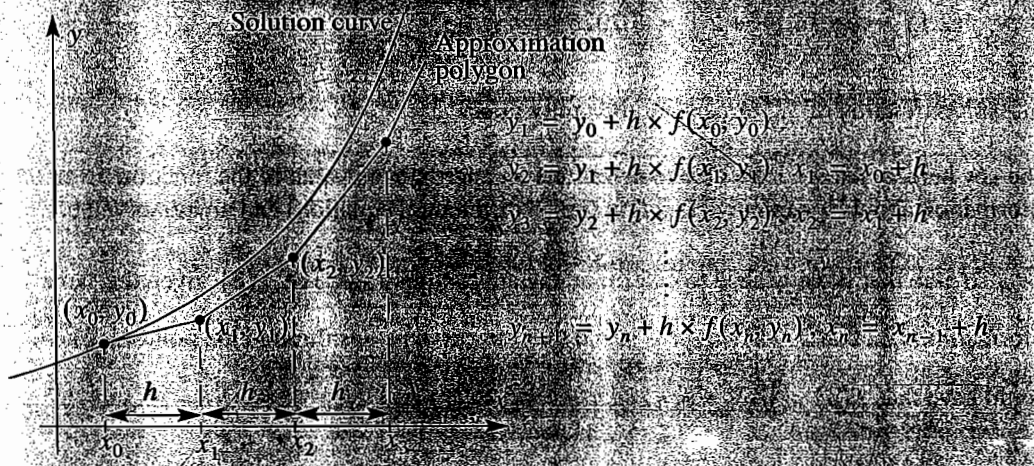 y
Solution curve
Approximation
polygon
y₁ = y₀ + h × f(x₀, y₀)
y₂ = y₁ + h × f(x₁, y₁), x₁ = x₀ + h
y₃ = y₂ + h × f(x₂, y₂), x₂ = x₁ + h
⋮
yₙ₊₁ = yₙ + h × f(xₙ, yₙ), xₙ = xₙ₋₁ + h
(x₂, y₂)
(x₀, y₀)
(x₁, y₁)
h h h
x₀ x₁ x₂